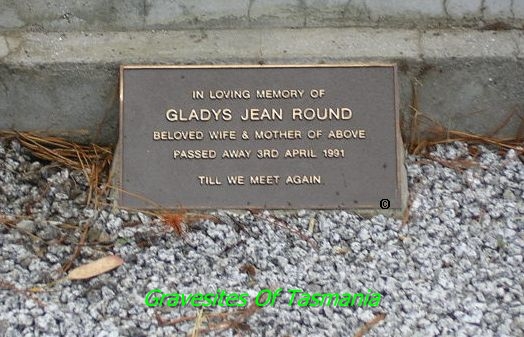 IN LOVING MEMORY OF
GLADYS JEAN ROUND
BELOVED WIFE & MOTHER OF ABOVE
PASSED AWAY 3RD APRIL 1991
TILL WE MEET AGAIN
©
Gravesites Of Tasmania